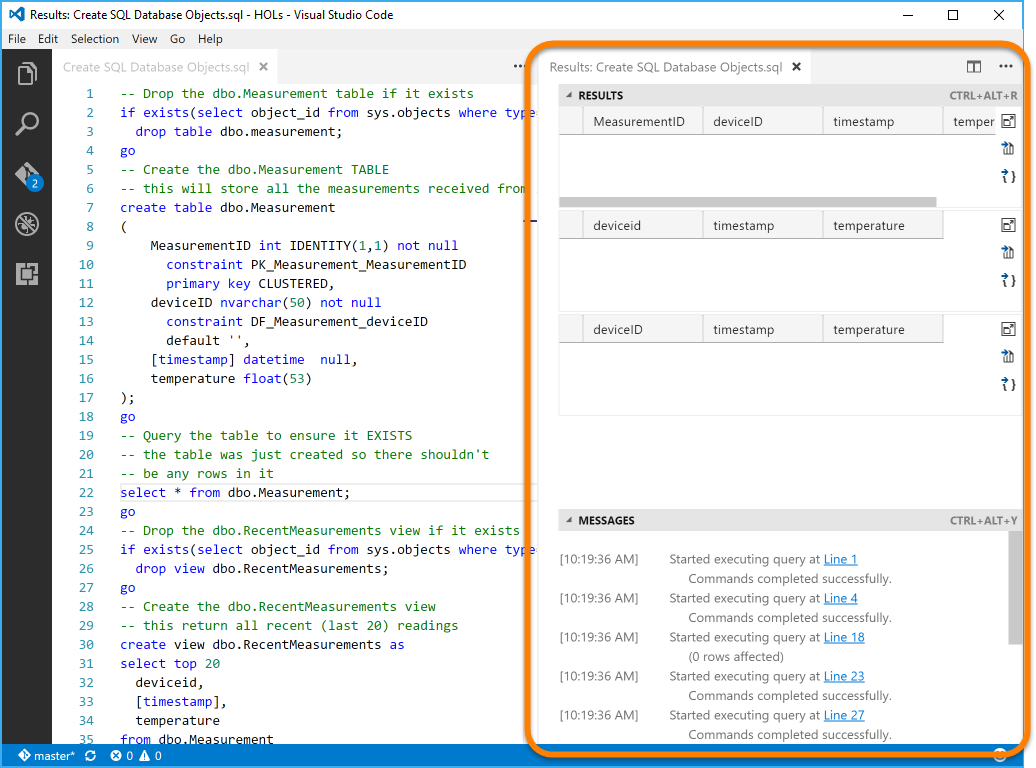 Results: Create SQL Database Objects.sql - HOLs - Visual Studio Code
File Edit Selection View Go Help
Create SQL Database Objects.sql
1 -- Drop the dbo.Measurement table if it exists
2 if exists(select object_id from sys.objects where type
3 drop table dbo.measurement;
4 go
5 -- Create the dbo.Measurement TABLE
6 -- this will store all the measurements received from
7 create table dbo.Measurement
8 (
9 MeasurementID int IDENTITY(1,1) not null
10 constraint PK_Measurement_MeasurementID
11 primary key CLUSTERED,
12 deviceID nvarchar(50) not null
13 constraint DF_Measurement_deviceID
14 default '',
15 [timestamp] datetime  null,
16 temperature float(53)
17 );
18 go
19 -- Query the table to ensure it EXISTS
20 -- the table was just created so there shouldn't
21 -- be any rows in it
22 select * from dbo.Measurement;
23 go
24 -- Drop the dbo.RecentMeasurements view if it exists
25 if exists(select object_id from sys.objects where type
26 drop view dbo.RecentMeasurements;
27 go
28 -- Create the dbo.RecentMeasurements view
29 -- this return all recent (last 20) readings
30 create view dbo.RecentMeasurements as
31 select top 20
32 deviceid,
33 [timestamp],
34 temperature
35 from dbo.Measurement
Results: Create SQL Database Objects.sql
RESULTS CTRL+ALT+R
MeasurementID deviceID timestamp temper
deviceid timestamp temperature
deviceID timestamp temperature
MESSAGES CTRL+ALT+Y
[10:19:36 AM] Started executing query at Line 1
Commands completed successfully.
[10:19:36 AM] Started executing query at Line 4
Commands completed successfully.
[10:19:36 AM] Started executing query at Line 18
(0 rows affected)
[10:19:36 AM] Started executing query at Line 23
Commands completed successfully.
[10:19:36 AM] Started executing query at Line 27
Commands completed successfully.
2
master* 0 0